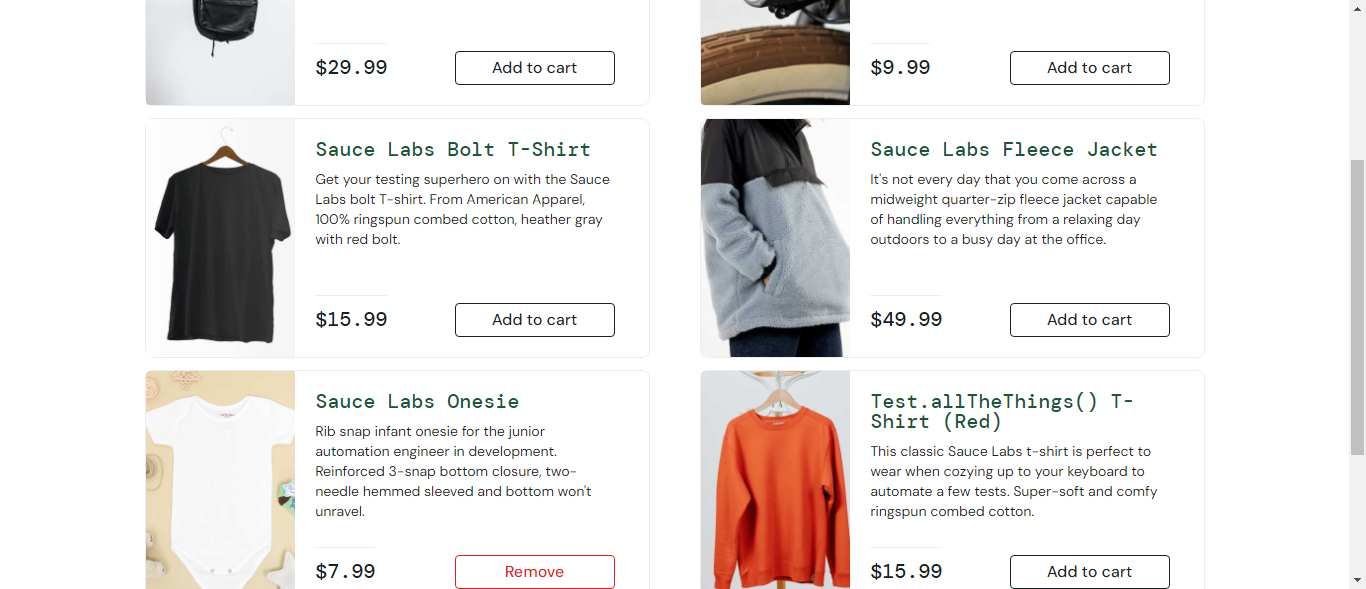 $29.99
Add to cart
$9.99
Add to cart
Sauce Labs Bolt T-Shirt
Get your testing superhero on with the Sauce
Labs bolt T-shirt. From American Apparel,
100% ringspun combed cotton, heather gray
with red bolt.
$15.99
Add to cart
Sauce Labs Fleece Jacket
It's not every day that you come across a
midweight quarter-zip fleece jacket capable
of handling everything from a relaxing day
outdoors to a busy day at the office.
$49.99
Add to cart
Sauce Labs Onesie
Rib snap infant onesie for the junior
automation engineer in development.
Reinforced 3-snap bottom closure, two-
needle hemmed sleeved and bottom won't
unravel.
$7.99
Remove
Test.allTheThings() T-
Shirt (Red)
This classic Sauce Labs t-shirt is perfect to
wear when cozying up to your keyboard to
automate a few tests. Super-soft and comfy
ringspun combed cotton.
$15.99
Add to cart